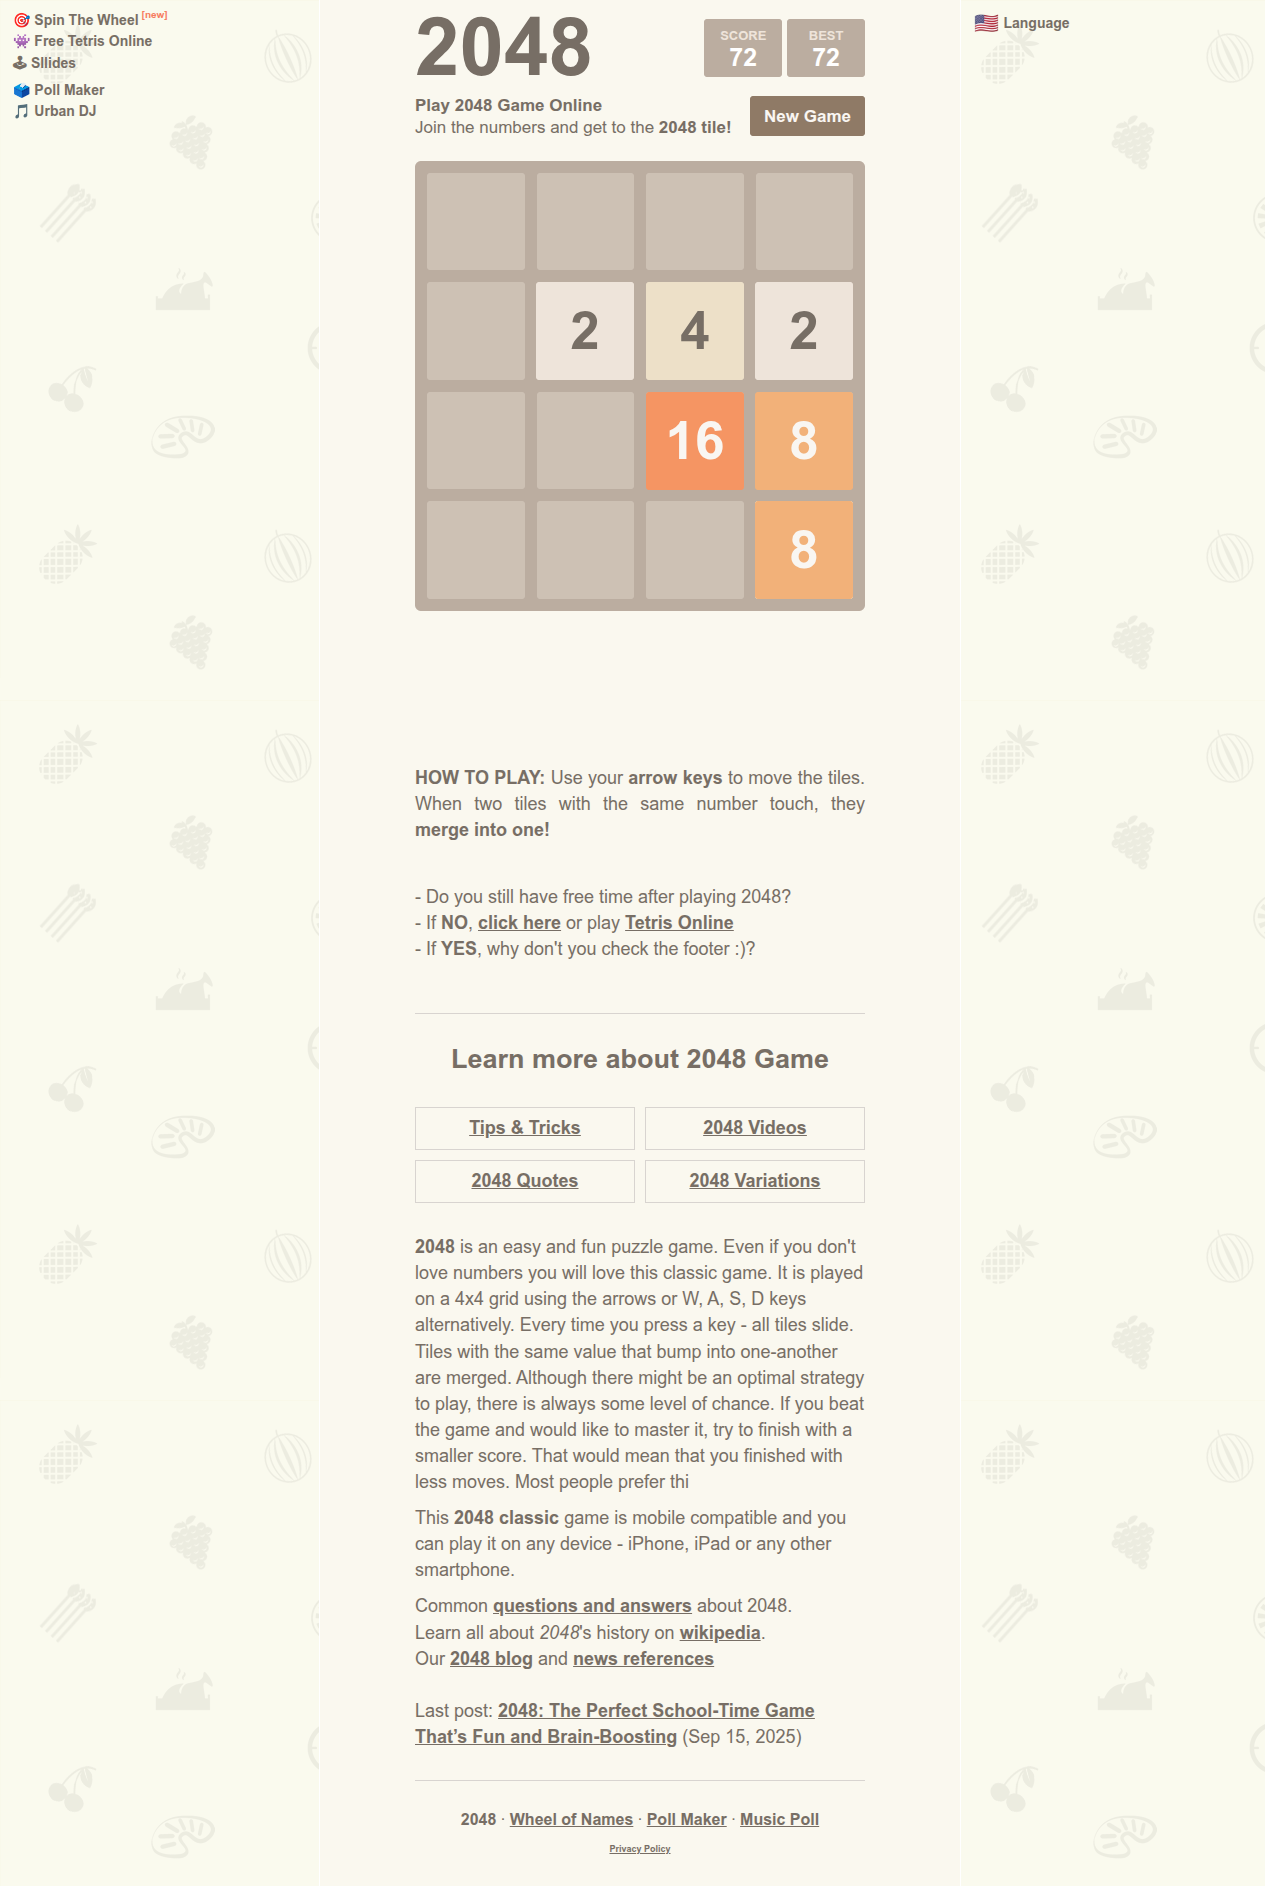 🎯 Spin The Wheel [new]
👾 Free Tetris Online
🕹 Sllides
🗳 Poll Maker
🎵 Urban DJ
🇺🇸 Language
2048
SCORE
72
BEST
72
Play 2048 Game Online
Join the numbers and get to the 2048 tile!
New Game
2 4 2
16 8
8
HOW TO PLAY: Use your arrow keys to move the tiles.
When two tiles with the same number touch, they
merge into one!
- Do you still have free time after playing 2048?
- If NO, click here or play Tetris Online
- If YES, why don't you check the footer :)?
Learn more about 2048 Game
Tips & Tricks
2048 Videos
2048 Quotes
2048 Variations
2048 is an easy and fun puzzle game. Even if you don't
love numbers you will love this classic game. It is played
on a 4x4 grid using the arrows or W, A, S, D keys
alternatively. Every time you press a key - all tiles slide.
Tiles with the same value that bump into one-another
are merged. Although there might be an optimal strategy
to play, there is always some level of chance. If you beat
the game and would like to master it, try to finish with a
smaller score. That would mean that you finished with
less moves. Most people prefer thi
This 2048 classic game is mobile compatible and you
can play it on any device - iPhone, iPad or any other
smartphone.
Common questions and answers about 2048.
Learn all about 2048's history on wikipedia.
Our 2048 blog and news references
Last post: 2048: The Perfect School-Time Game
That’s Fun and Brain-Boosting (Sep 15, 2025)
2048 · Wheel of Names · Poll Maker · Music Poll
Privacy Policy